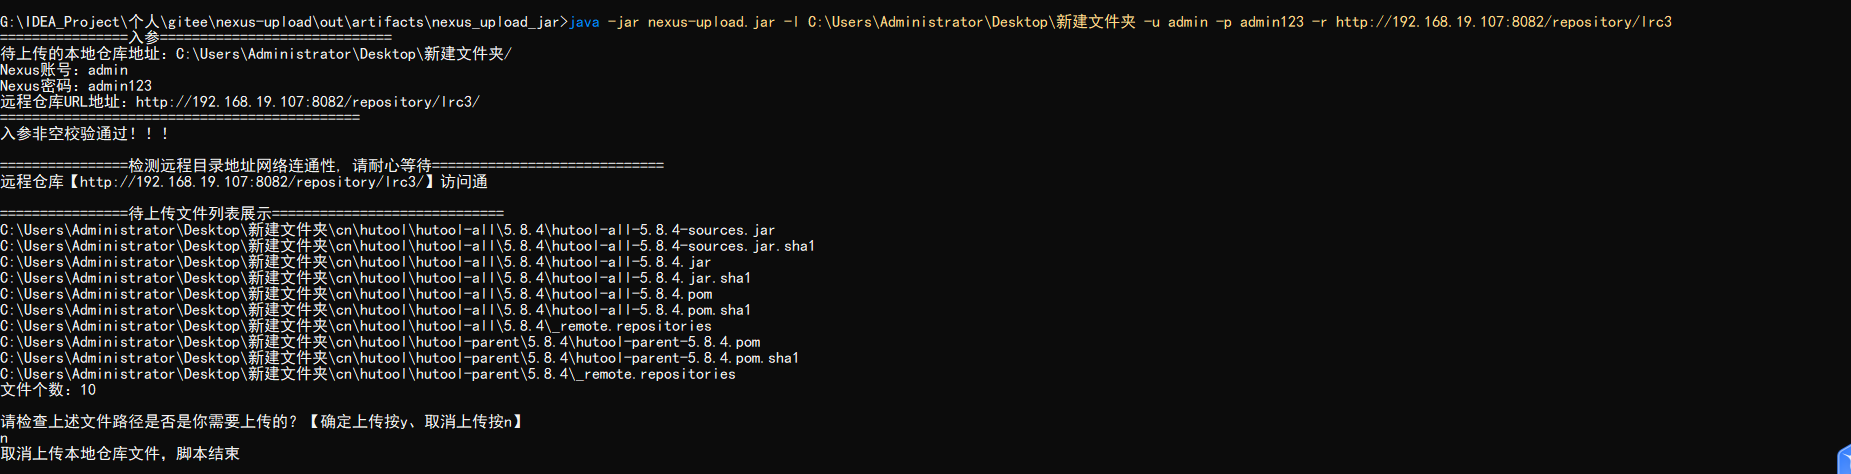 G:\IDEA_Project\个人\gitee\nexus-upload\out\artifacts\nexus_upload_jar>java -jar nexus-upload.jar -l C:\Users\Administrator\Desktop\新建文件夹 -u admin -p admin123 -r http://192.168.19.107:8082/repository/lrc3
================入参=============================
待上传的本地仓库地址：C:\Users\Administrator\Desktop\新建文件夹/
Nexus账号：admin
Nexus密码：admin123
远程仓库URL地址：http://192.168.19.107:8082/repository/lrc3/
=============================================
入参非空校验通过！！！
================检测远程目录地址网络连通性，请耐心等待=============================
远程仓库【http://192.168.19.107:8082/repository/lrc3/】访问通
================待上传文件列表展示=============================
C:\Users\Administrator\Desktop\新建文件夹\cn\hutool\hutool-all\5.8.4\hutool-all-5.8.4-sources.jar
C:\Users\Administrator\Desktop\新建文件夹\cn\hutool\hutool-all\5.8.4\hutool-all-5.8.4-sources.jar.sha1
C:\Users\Administrator\Desktop\新建文件夹\cn\hutool\hutool-all\5.8.4\hutool-all-5.8.4.jar
C:\Users\Administrator\Desktop\新建文件夹\cn\hutool\hutool-all\5.8.4\hutool-all-5.8.4.jar.sha1
C:\Users\Administrator\Desktop\新建文件夹\cn\hutool\hutool-all\5.8.4\hutool-all-5.8.4.pom
C:\Users\Administrator\Desktop\新建文件夹\cn\hutool\hutool-all\5.8.4\hutool-all-5.8.4.pom.sha1
C:\Users\Administrator\Desktop\新建文件夹\cn\hutool\hutool-all\5.8.4\_remote.repositories
C:\Users\Administrator\Desktop\新建文件夹\cn\hutool\hutool-parent\5.8.4\hutool-parent-5.8.4.pom
C:\Users\Administrator\Desktop\新建文件夹\cn\hutool\hutool-parent\5.8.4\hutool-parent-5.8.4.pom.sha1
C:\Users\Administrator\Desktop\新建文件夹\cn\hutool\hutool-parent\5.8.4\_remote.repositories
文件个数：10
请检查上述文件路径是否是你需要上传的？【确定上传按y、取消上传按n】
n
取消上传本地仓库文件，脚本结束